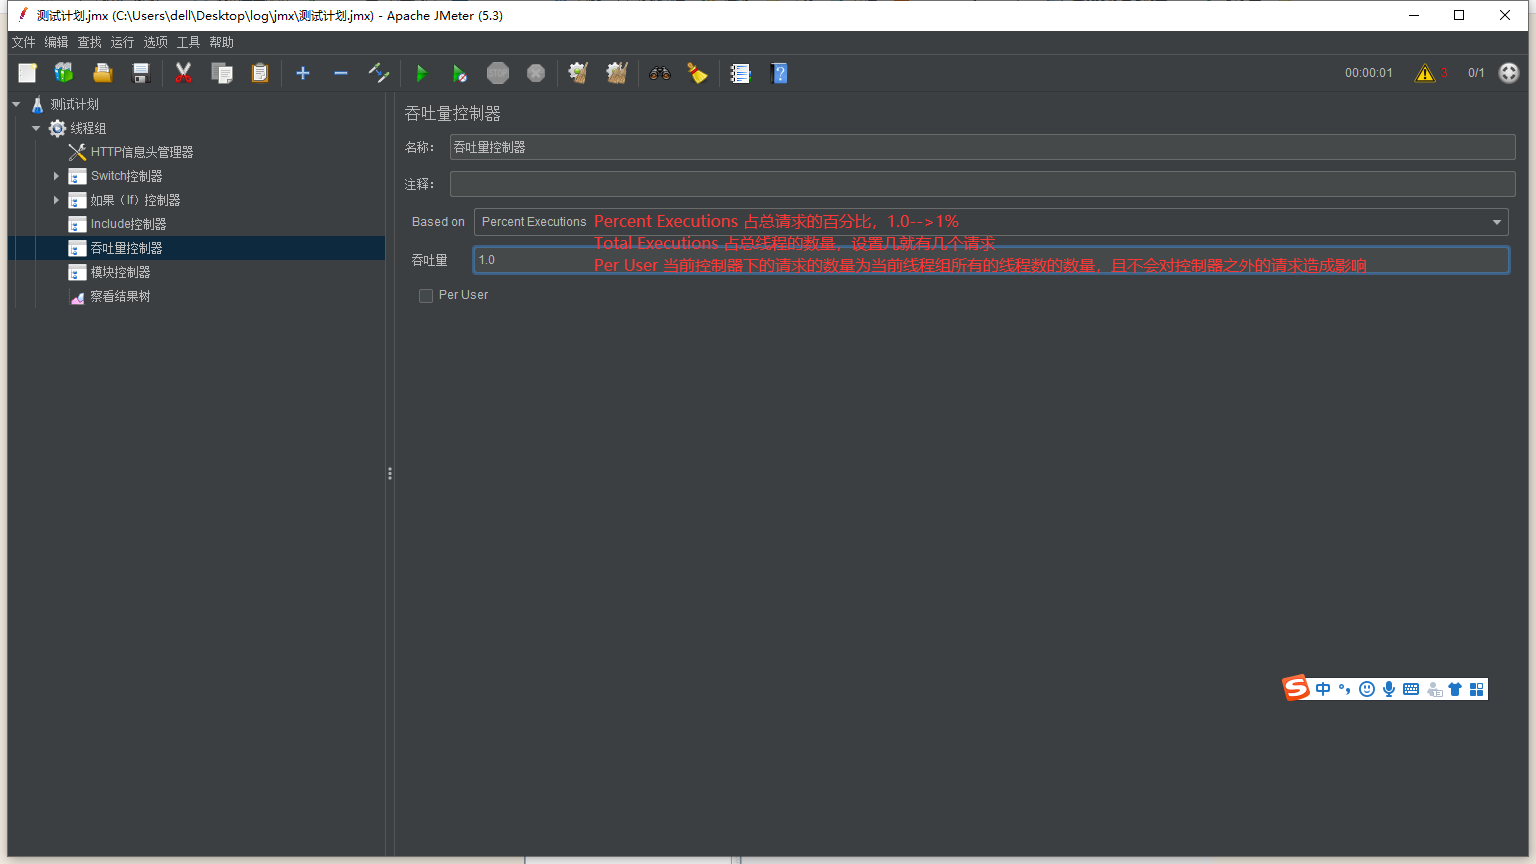 测试计划.jmx (C:\Users\dell\Desktop\log\jmx\测试计划.jmx) - Apache JMeter (5.3)
文件 编辑 查找 运行 选项 工具 帮助
STOP
00:00:01 3 0/1
测试计划
线程组
HTTP信息头管理器
Switch控制器
如果（If）控制器
Include控制器
吞吐量控制器
模块控制器
察看结果树
吞吐量控制器
名称： 吞吐量控制器
注释：
Based on Percent Executions Percent Executions 占总请求的百分比，1.0-->1%
Total Executions 占总线程的数量，设置几就有几个请求
吞吐量 1.0
Per User 当前控制器下的请求的数量为当前线程组所有的线程数的数量，且不会对控制器之外的请求造成影响
Per User
S 中